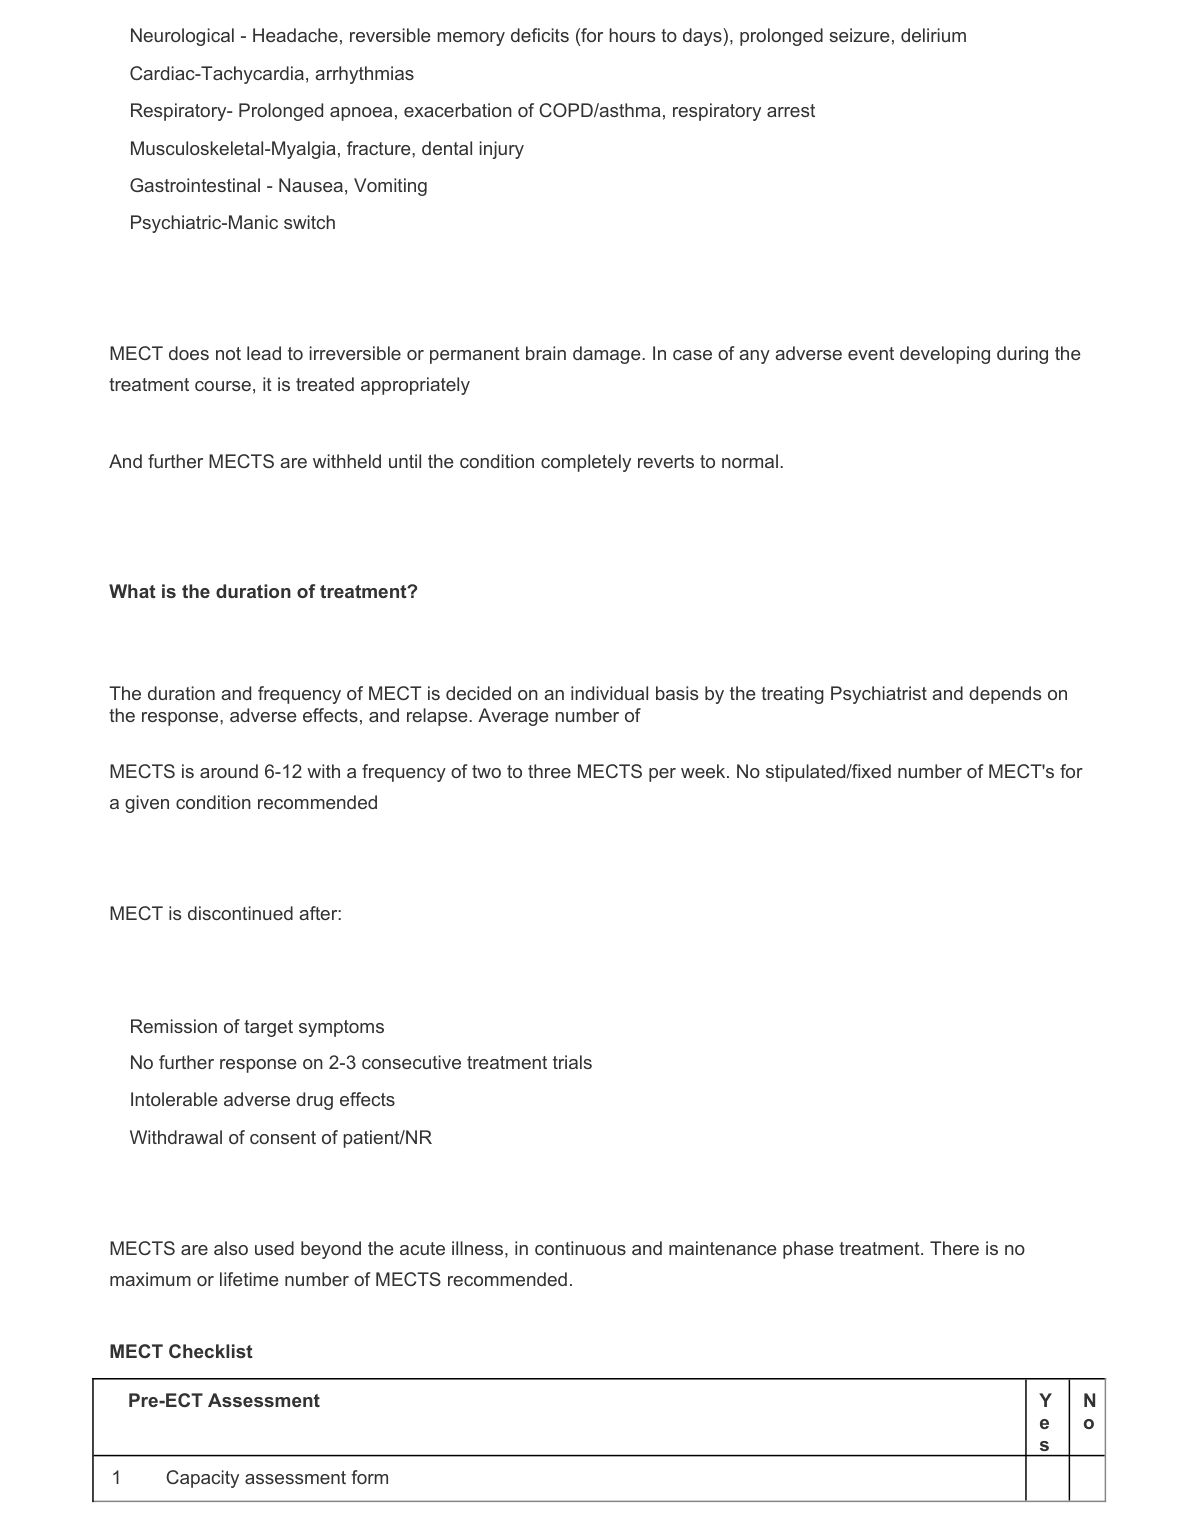 Neurological - Headache, reversible memory deficits (for hours to days), prolonged seizure, delirium
Cardiac-Tachycardia, arrhythmias
Respiratory- Prolonged apnoea, exacerbation of COPD/asthma, respiratory arrest
Musculoskeletal-Myalgia, fracture, dental injury
Gastrointestinal - Nausea, Vomiting
Psychiatric-Manic switch
MECT does not lead to irreversible or permanent brain damage. In case of any adverse event developing during the
treatment course, it is treated appropriately
And further MECTS are withheld until the condition completely reverts to normal.
What is the duration of treatment?
The duration and frequency of MECT is decided on an individual basis by the treating Psychiatrist and depends on
the response, adverse effects, and relapse. Average number of
MECTS is around 6-12 with a frequency of two to three MECTS per week. No stipulated/fixed number of MECT's for
a given condition recommended
MECT is discontinued after:
Remission of target symptoms
No further response on 2-3 consecutive treatment trials
Intolerable adverse drug effects
Withdrawal of consent of patient/NR
MECTS are also used beyond the acute illness, in continuous and maintenance phase treatment. There is no
maximum or lifetime number of MECTS recommended.
MECT Checklist
Pre-ECT Assessment Yes No
1 Capacity assessment form